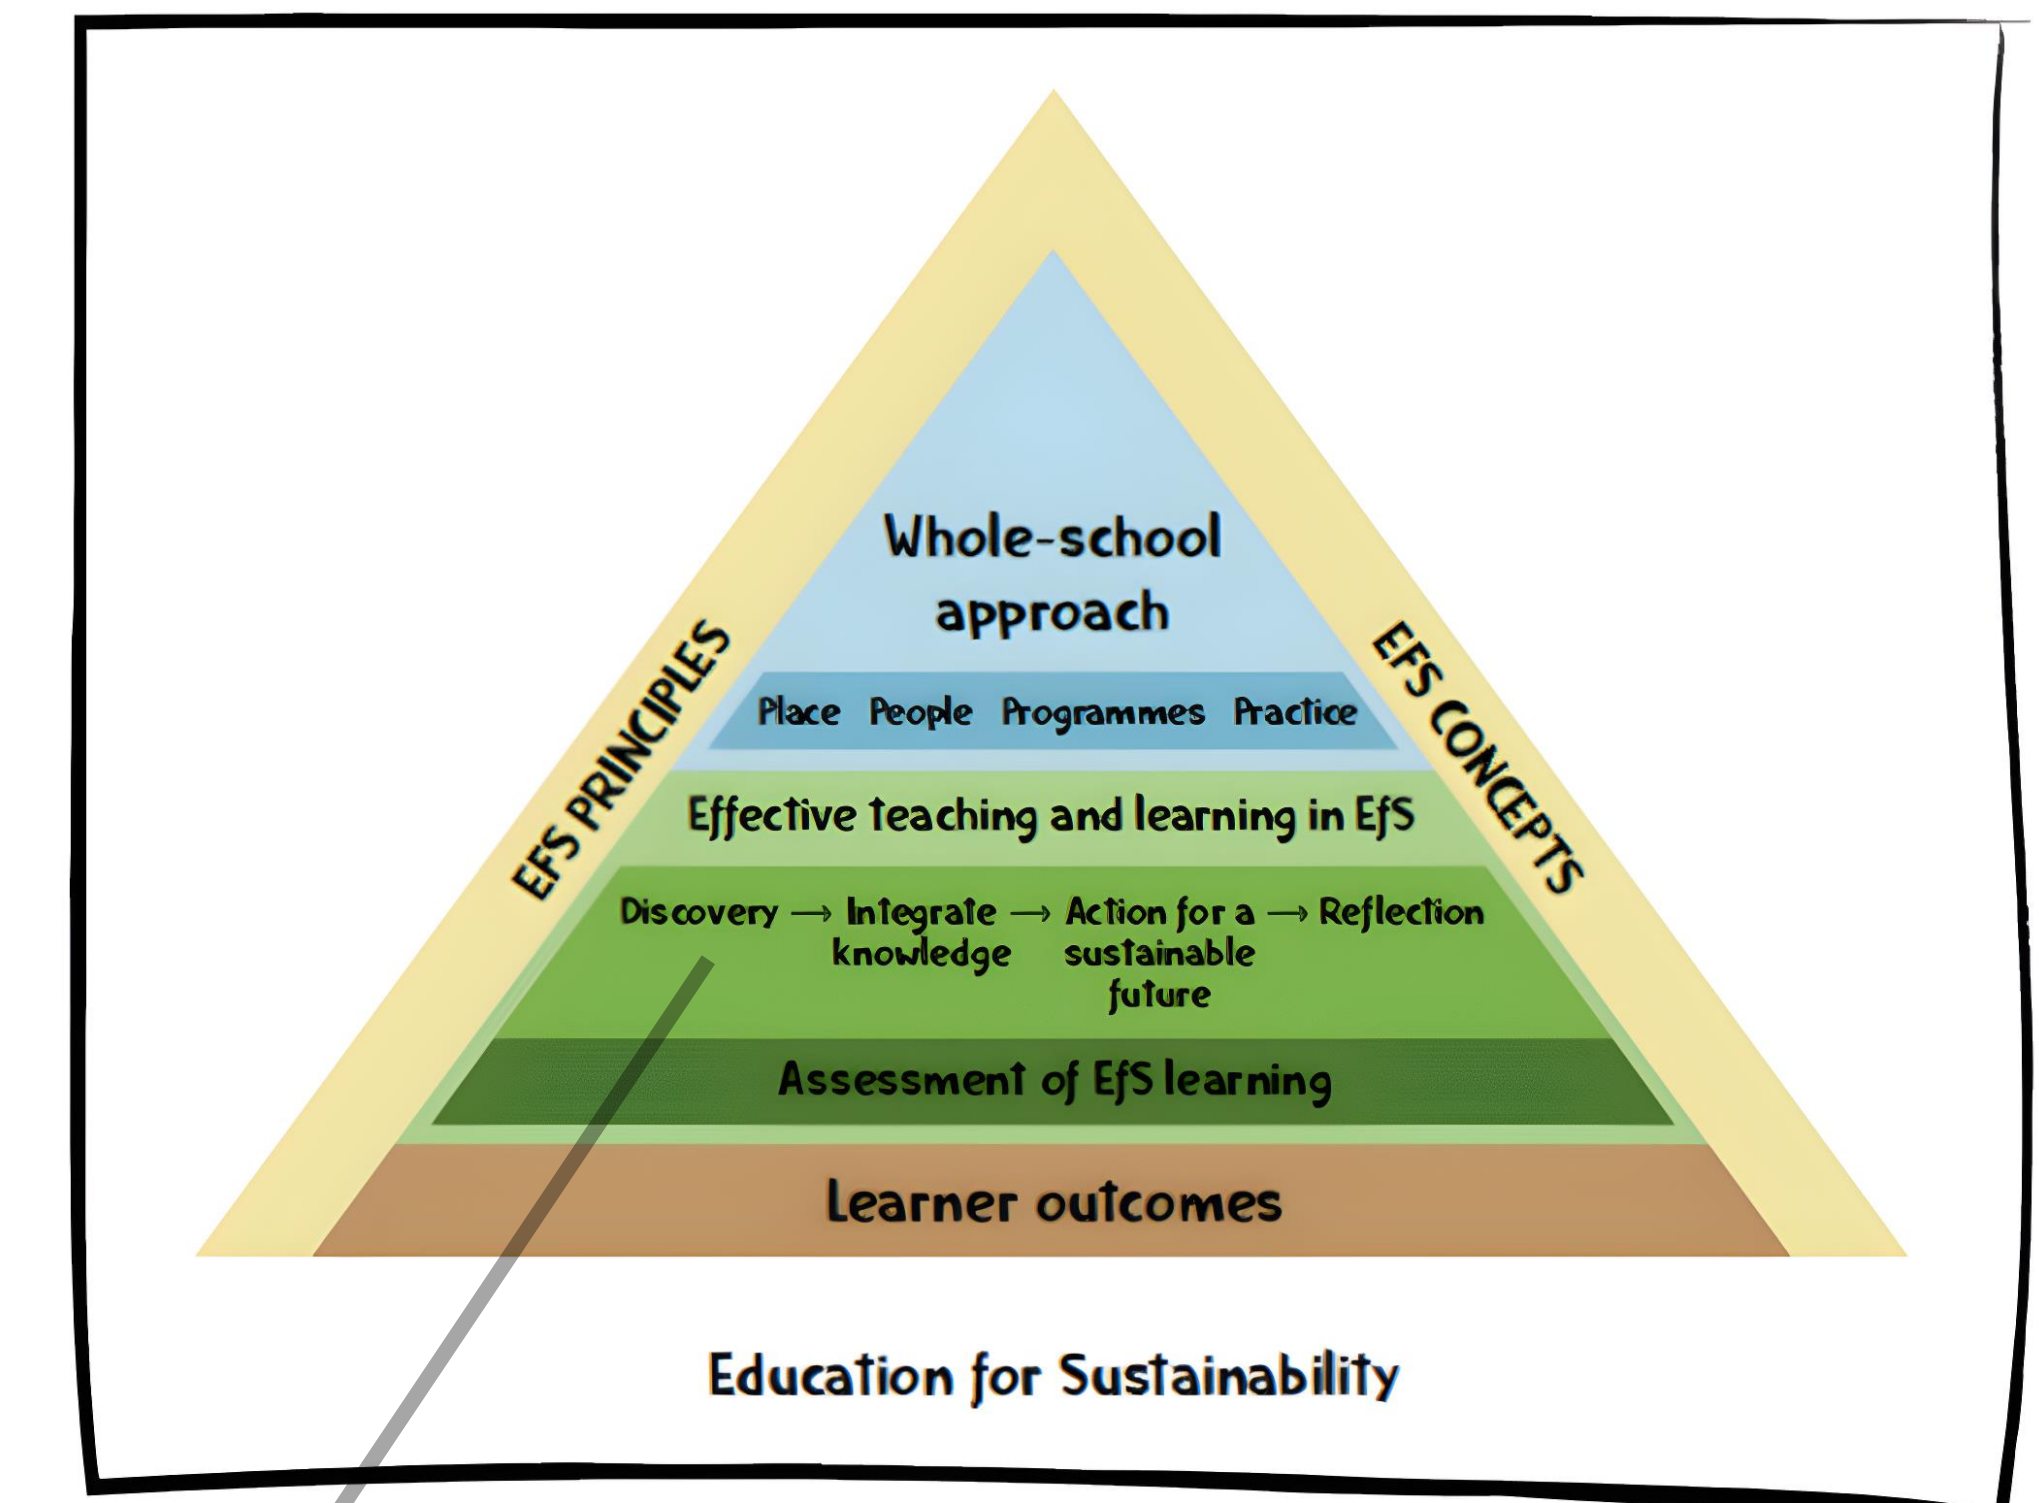 Whole-school
approach
EFS PRINCIPLES
EFS CONCEPTS
Place People Programmes Practice
Effective teaching and learning in EfS
Discovery → Integrate → Action for a → Reflection
knowledge sustainable
future
Assessment of EfS learning
Learner outcomes
Education for Sustainability